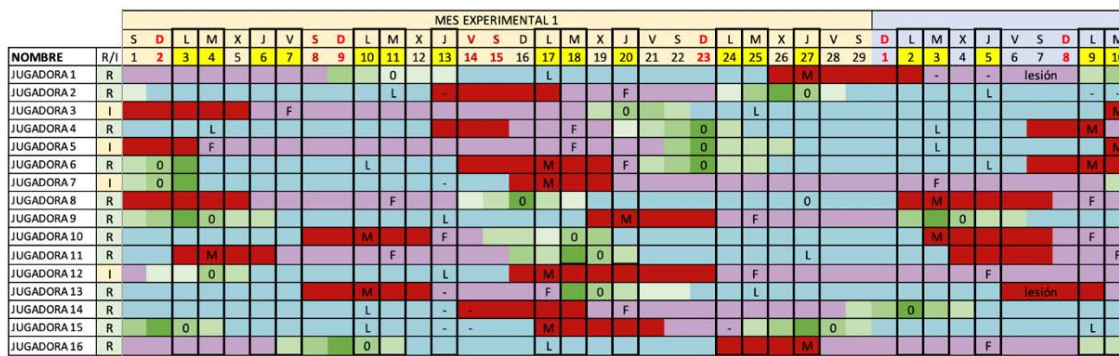 MES EXPERIMENTAL 1
S D L M X J V S D L M X J V S D L M X J V S D L M X J V S D L M X J V S D L M
NOMBRE R/I 1 2 3 4 5 6 7 8 9 10 11 12 13 14 15 16 17 18 19 20 21 22 23 24 25 26 27 28 29 1 2 3 4 5 6 7 8 9 10
JUGADORA 1 R 0 L M - - lesión
JUGADORA 2 R L - F 0 L - -
JUGADORA 3 I F 0 L M
JUGADORA 4 R L F 0 L M
JUGADORA 5 I F F 0 L M
JUGADORA 6 R 0 L M F 0 L M
JUGADORA 7 I 0 - M F
JUGADORA 8 R F 0 0 M F
JUGADORA 9 R 0 L M F 0
JUGADORA 10 R M F 0 M F
JUGADORA 11 R M F 0 L F
JUGADORA 12 I 0 L M F F
JUGADORA 13 R M - F 0 L lesión
JUGADORA 14 R L - - F 0
JUGADORA 15 R 0 L - - M - 0 L
JUGADORA 16 R 0 L M F